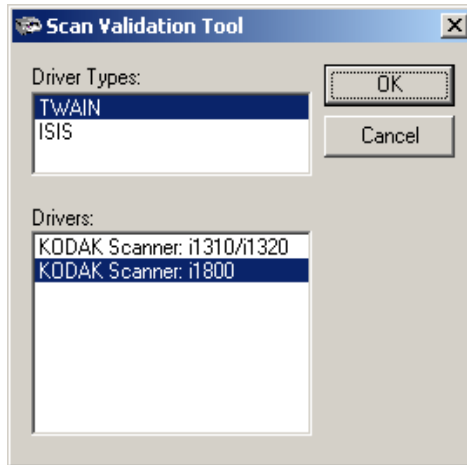 Scan Validation Tool
Driver Types:
TWAIN
ISIS
OK
Cancel
Drivers:
KODAK Scanner: i1310/i1320
KODAK Scanner: i1800